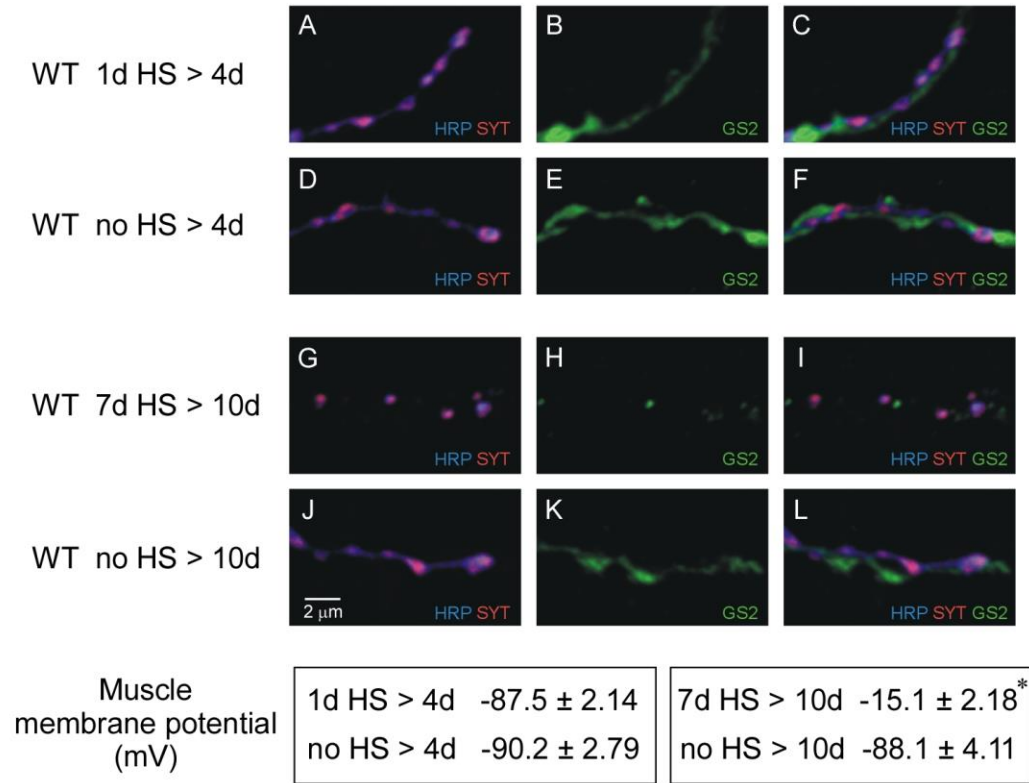 WT 1d HS > 4d
A
HRP SYT
B
GS2
C
HRP SYT GS2
WT no HS > 4d
D
HRP SYT
E
GS2
F
HRP SYT GS2
WT 7d HS > 10d
G
HRP SYT
H
GS2
I
HRP SYT GS2
WT no HS > 10d
J
2 μm
HRP SYT
K
GS2
L
HRP SYT GS2
Muscle
membrane potential
(mV)
1d HS > 4d -87.5 ± 2.14
no HS > 4d -90.2 ± 2.79
7d HS > 10d -15.1 ± 2.18*
no HS > 10d -88.1 ± 4.11